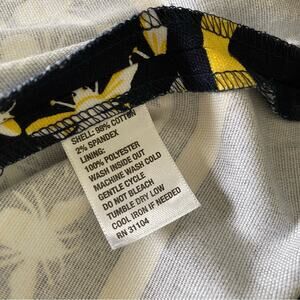 SHELL: 98% COTTON
2% SPANDEX
LINING:
100% POLYESTER
WASH INSIDE OUT
MACHINE WASH COLD
GENTLE CYCLE
DO NOT BLEACH
TUMBLE DRY LOW
COOL IRON IF NEEDED
RN 31104